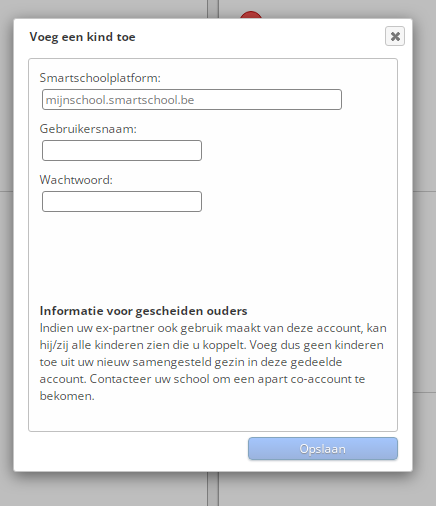 Voeg een kind toe
Smartschoolplatform:
mijnschool.smartschool.be
Gebruikersnaam:
Wachtwoord:
Informatie voor gescheiden ouders
Indien uw ex-partner ook gebruik maakt van deze account, kan
hij/zij alle kinderen zien die u koppelt. Voeg dus geen kinderen
toe uit uw nieuw samengesteld gezin in deze gedeelde
account. Contacteer uw school om een apart co-account te
bekomen.
Opslaan